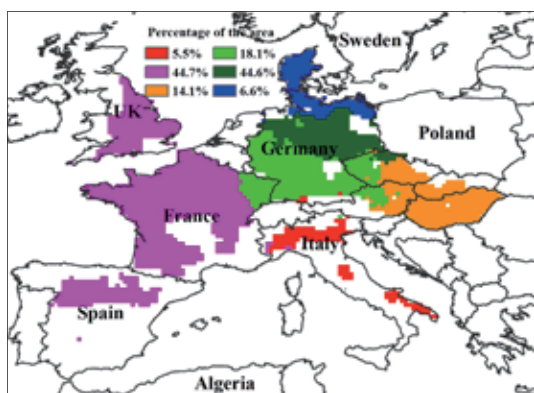 Percentage of the area
5.5% 18.1%
44.7% 44.6%
14.1% 6.6%
Sweden
UK
Poland
Germany
France
Italy
Spain
Algeria